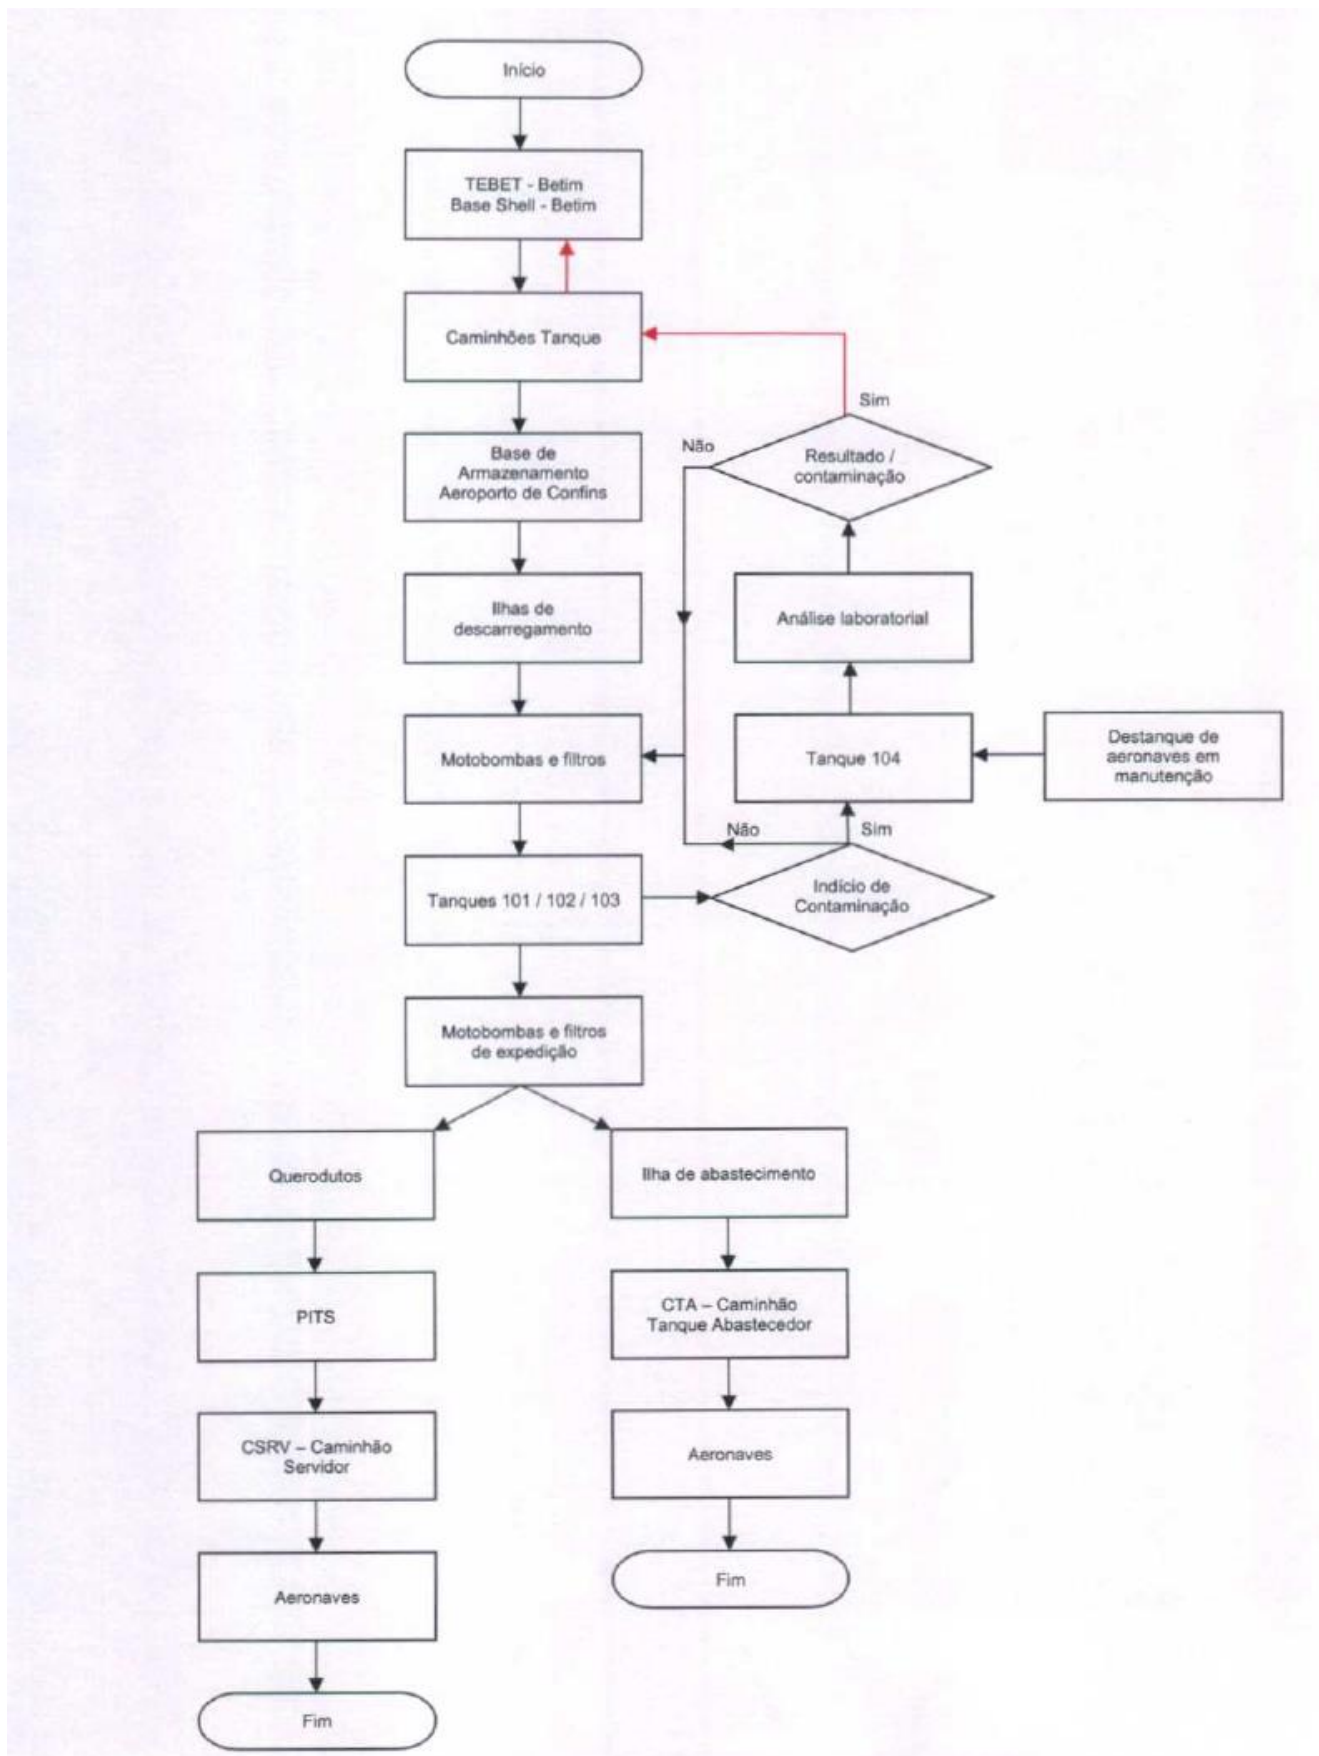 Início
TEBET - Betim
Base Shell - Betim
Caminhões Tanque
Sim
Não
Resultado /
contaminação
Base de
Armazenamento
Aeroporto de Confins
Ilhas de
descarregamento
Análise laboratorial
Motobombas e filtros
Tanque 104
Destanque de
aeronaves em
manutenção
Não
Sim
Tanques 101 / 102 / 103
Indício de
Contaminação
Motobombas e filtros
de expedição
Querodutos
Ilha de abastecimento
PITS
CTA – Caminhão
Tanque Abastecedor
CSRV – Caminhão
Servidor
Aeronaves
Aeronaves
Fim
Fim